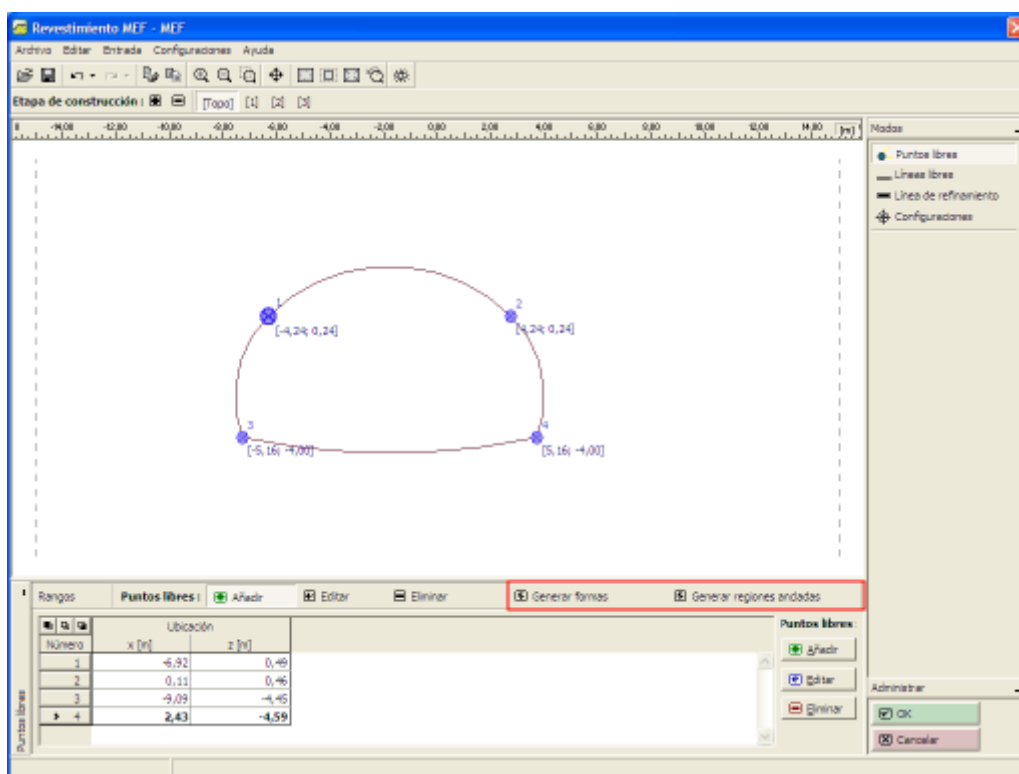 Revestimiento MEF - MEF
Archivo Editar Entrada Configuraciones Ayuda
Etapa de construcción : [Topo] [1] [2] [3]
-14,00 -12,00 -10,00 -8,00 -6,00 -4,00 -2,00 0,00 2,00 4,00 6,00 8,00 10,00 12,00 14,00 [m]
Modos
Puntos libres
Líneas libres
Línea de refinamiento
Configuraciones
1
[-4,24; 0,24]
2
[4,24; 0,24]
3
[-5,16; -4,00]
4
[5,16; -4,00]
Rangos Puntos libres : Añadir Editar Eliminar Generar formas Generar regiones ancladas
Número Ubicación
x [m] z [m]
1 -6,92 0,49
2 0,11 0,46
3 -9,09 -4,45
4 2,43 -4,59
Puntos libres:
Añadir
Editar
Eliminar
Puntos libres
Administrar
OK
Cancelar